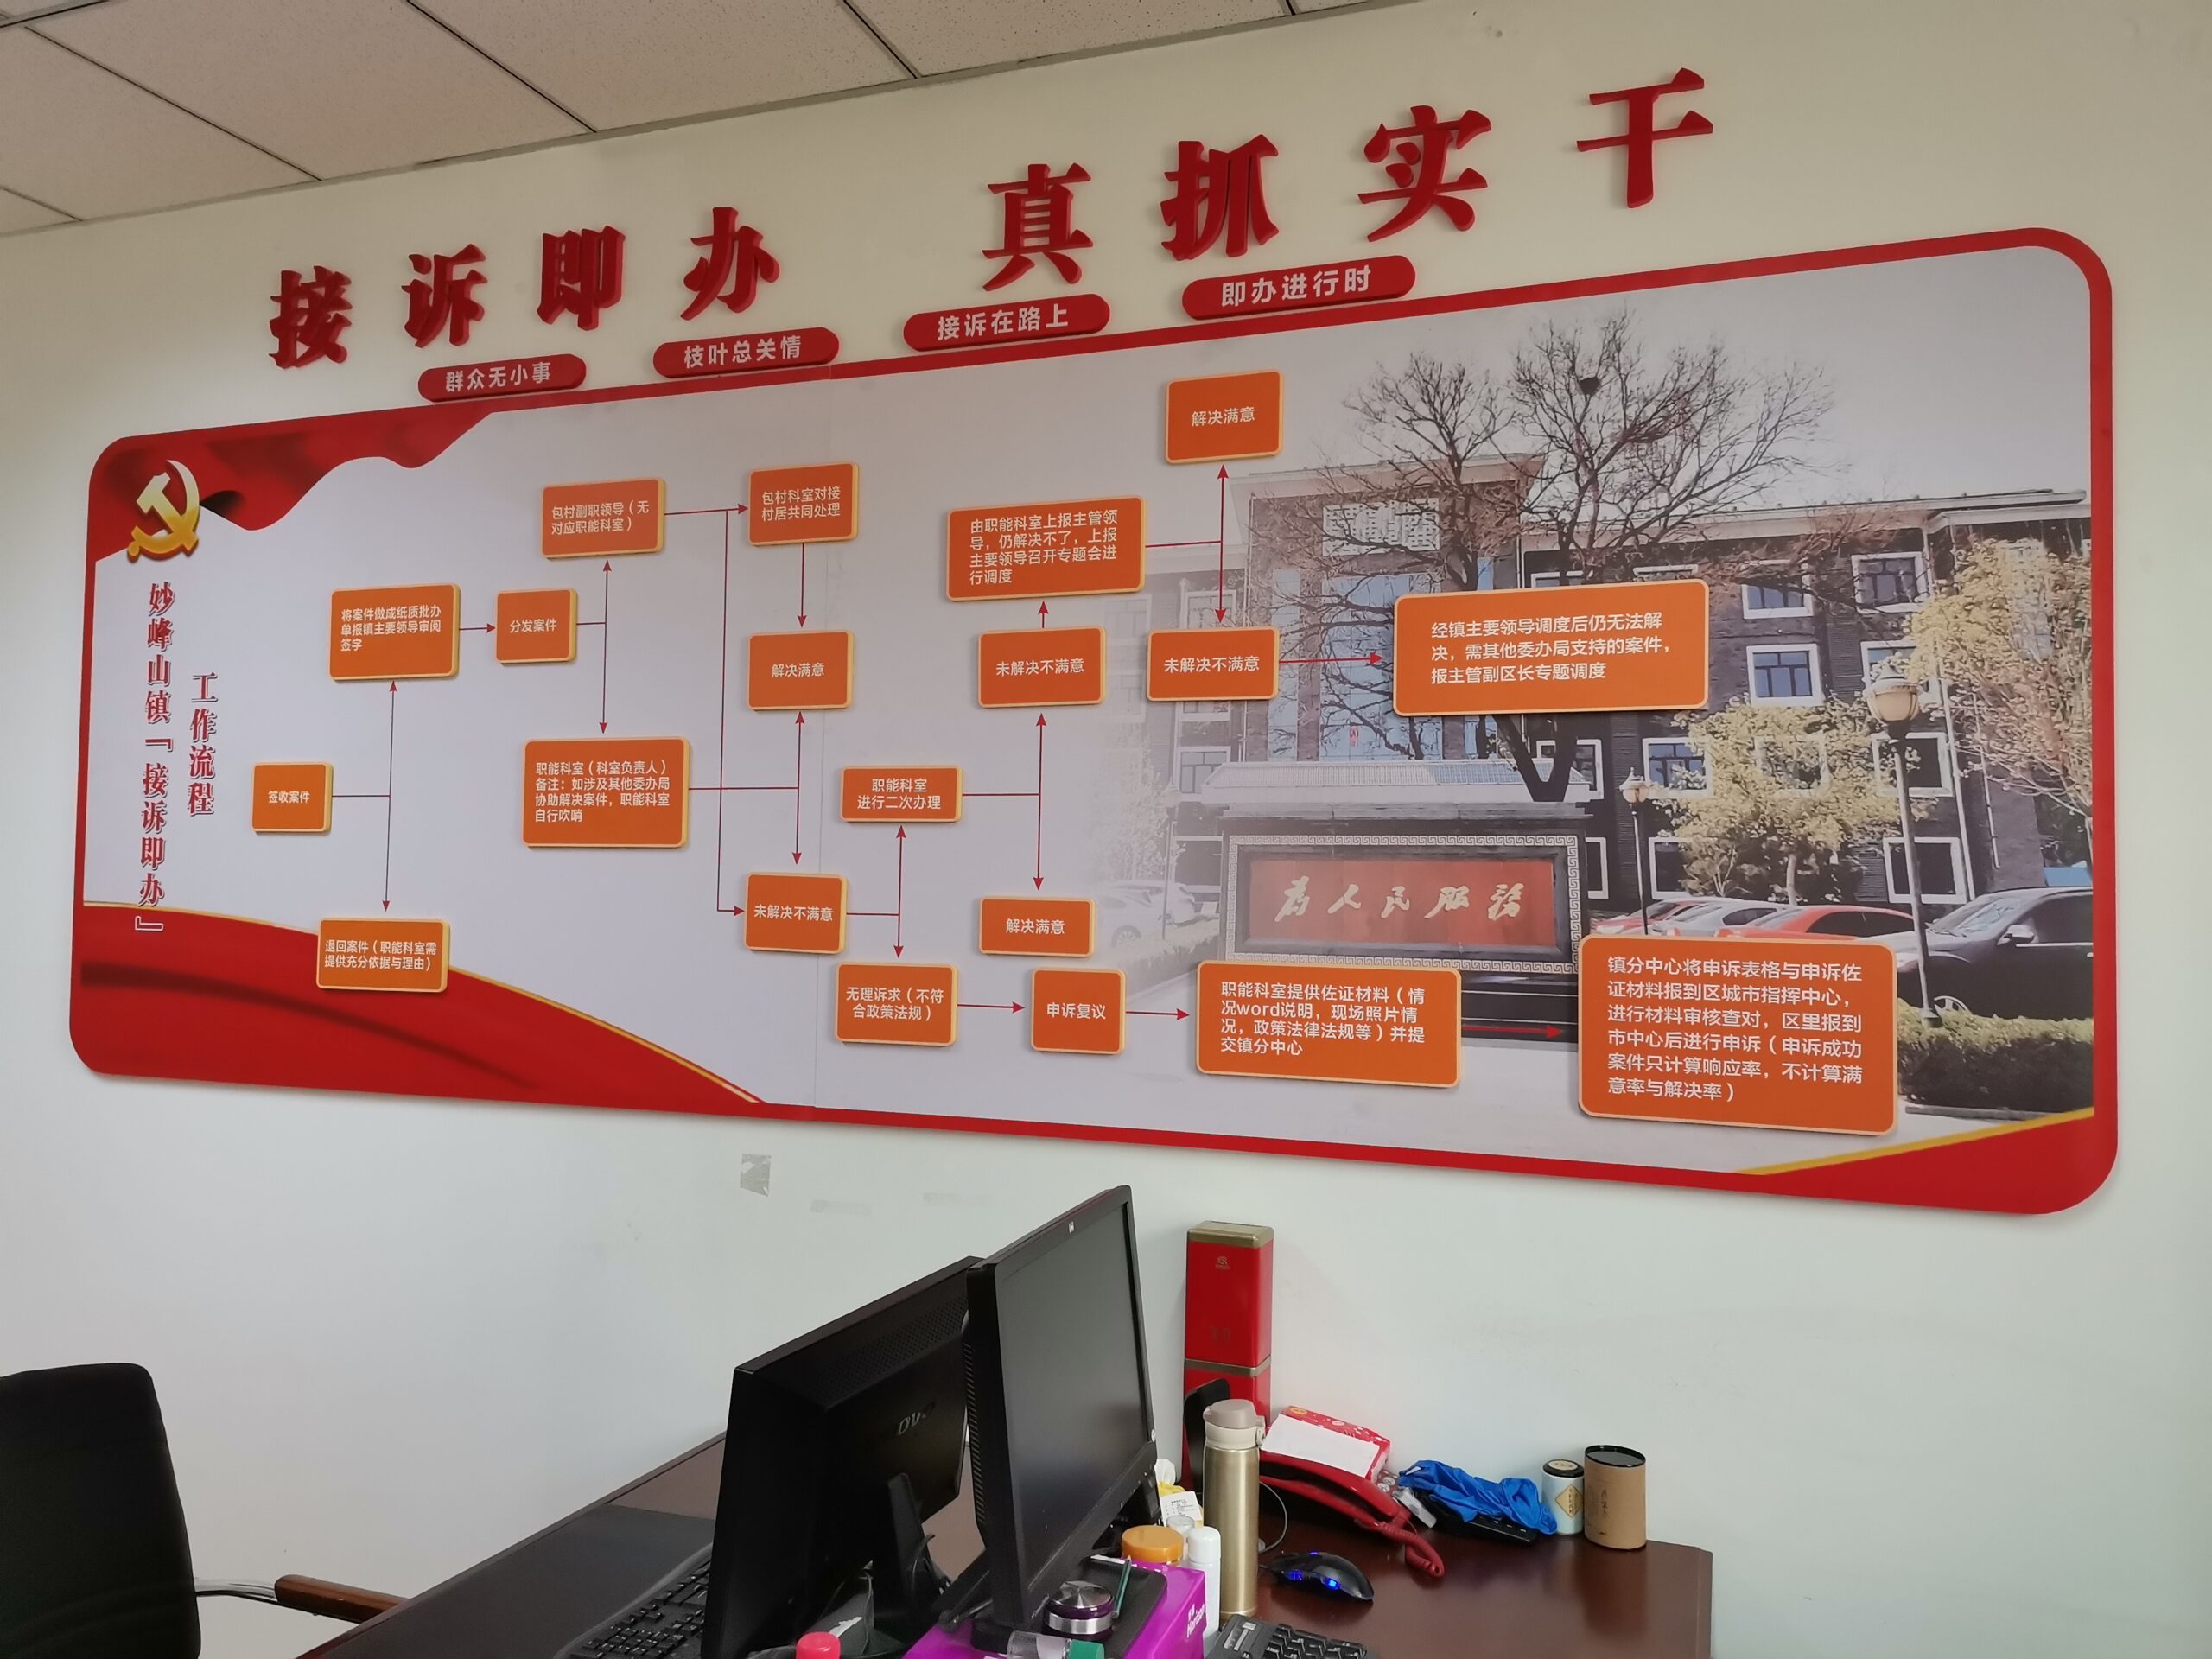 接诉即办 真抓实干
群众无小事
枝叶总关情
接诉在路上
即办进行时
妙峰山镇「接诉即办」
工作流程
签收案件
将案件做成纸质批办
单报镇主要领导审阅
签字
退回案件（职能科室需
提供充分依据与理由）
分发案件
包村副职领导（无
对应职能科室）
职能科室（科室负责人）
备注：如涉及其他委办局
协助解决案件，职能科室
自行吹哨
包村科室对接
村居共同处理
解决满意
未解决不满意
职能科室
进行二次办理
无理诉求（不符
合政策法规）
由职能科室上报主管领
导，仍解决不了，上报
主要领导召开专题会进
行调度
未解决不满意
解决满意
申诉复议
解决满意
未解决不满意
经镇主要领导调度后仍无法解
决，需其他委办局支持的案件，
报主管副区长专题调度
为人民服务
职能科室提供佐证材料（情
况word说明，现场照片情
况，政策法律法规等）并提
交镇分中心
镇分中心将申诉表格与申诉佐
证材料报到区城市指挥中心，
进行材料审核查对，区里报到
市中心后进行申诉（申诉成功
案件只计算响应率，不计算满
意率与解决率）